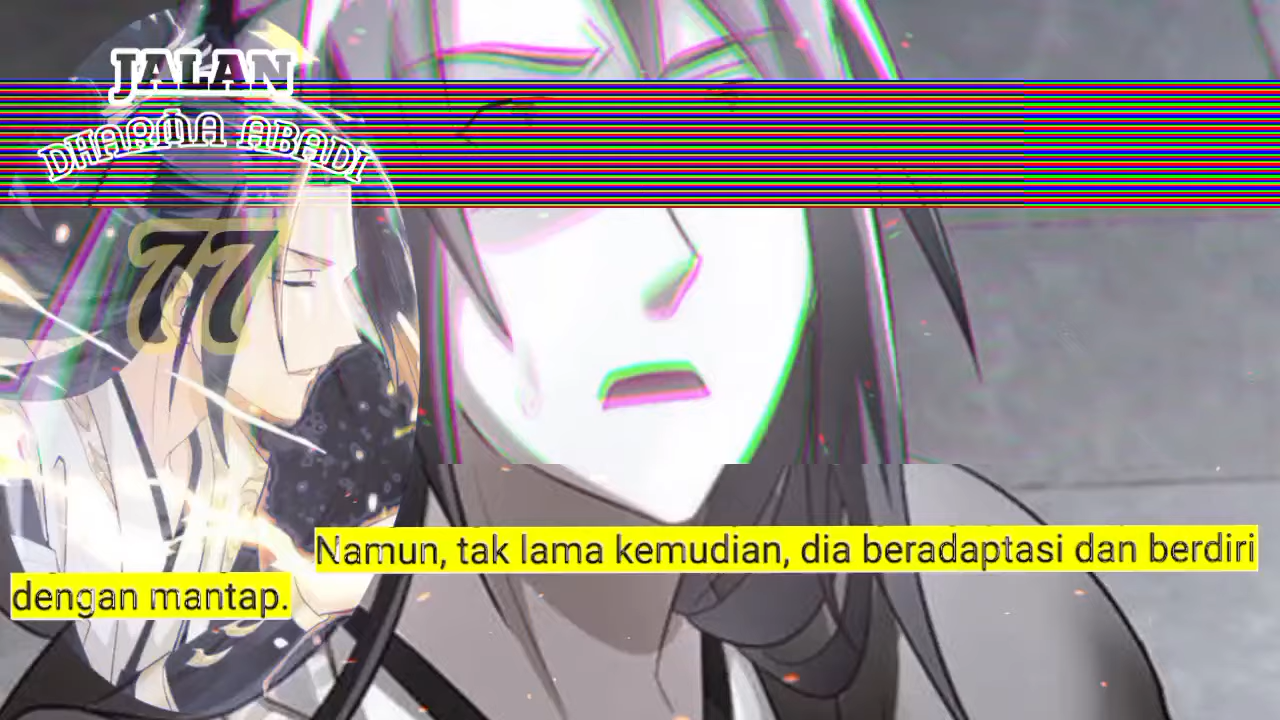 JALAN
DHARMA ABADI
77
Namun, tak lama kemudian, dia beradaptasi dan berdiri
dengan mantap.